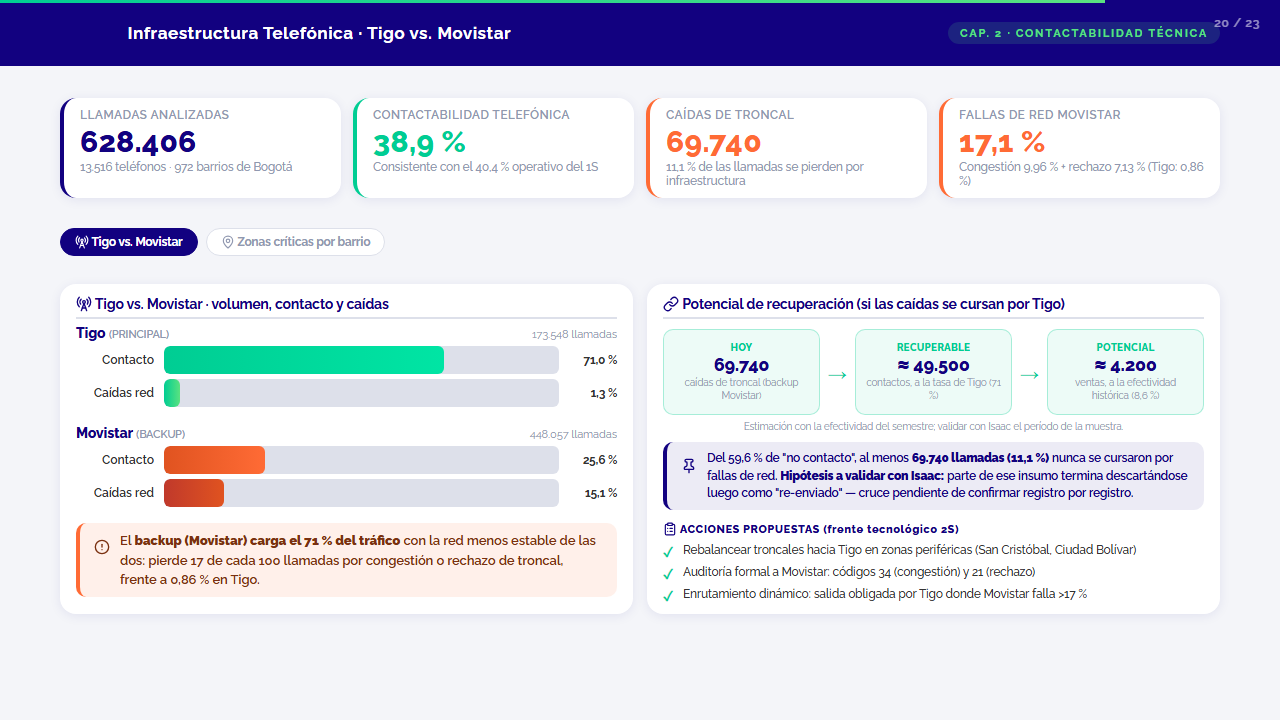 Infraestructura Telefónica · Tigo vs. Movistar
CAP. 2 · CONTACTABILIDAD TÉCNICA
20 / 23
LLAMADAS ANALIZADAS
628.406
13.516 teléfonos · 972 barrios de Bogotá
CONTACTABILIDAD TELEFÓNICA
38,9 %
Consistente con el 40.4 % operativo del 1S
CAÍDAS DE TRONCAL
69.740
11,1 % de las llamadas se pierden por
infraestructura
FALLAS DE RED MOVISTAR
17,1 %
Congestión 9,96 % + rechazo 7,13 % (Tigo: 0,86
%)
Tigo vs. Movistar
Zonas críticas por barrio
Tigo vs. Movistar · volumen, contacto y caídas
Tigo (PRINCIPAL)
173.548 llamadas
Contacto
71,0 %
Caídas red
1,3 %
Movistar (BACKUP)
448.057 llamadas
Contacto
25,6 %
Caídas red
15,1 %
El backup (Movistar) carga el 71 % del tráfico con la red menos estable de las
dos: pierde 17 de cada 100 llamadas por congestión o rechazo de troncal,
frente a 0,86 % en Tigo.
Potencial de recuperación (si las caídas se cursan por Tigo)
HOY
69.740
caídas de troncal (backup
Movistar)
→
RECUPERABLE
≈ 49.500
contactos, a la tasa de Tigo (71
%)
→
POTENCIAL
≈ 4.200
ventas, a la efectividad
histórica (8,6 %)
Estimación con la efectividad del semestre; validar con Isaac el período de la muestra.
Del 59,6 % de "no contacto", al menos 69.740 llamadas (11,1 %) nunca se cursaron por
fallas de red. Hipótesis a validar con Isaac: parte de ese insumo termina descartándose
luego como "re-enviado" — cruce pendiente de confirmar registro por registro.
ACCIONES PROPUESTAS (frente tecnológico 2S)
✓ Rebalancear troncales hacia Tigo en zonas periféricas (San Cristóbal, Ciudad Bolívar)
✓ Auditoría formal a Movistar: códigos 34 (congestión) y 21 (rechazo)
✓ Enrutamiento dinámico: salida obligada por Tigo donde Movistar falla >17 %